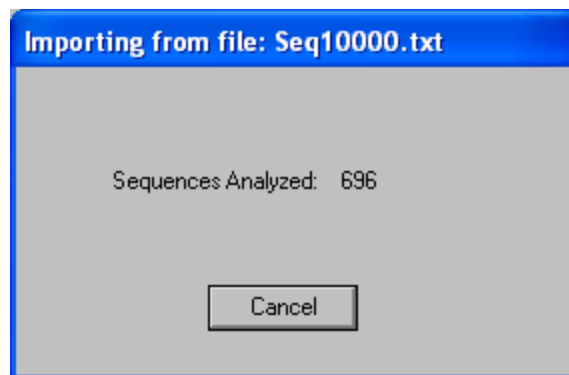 Importing from file: Seq10000.txt
Sequences Analyzed: 696
Cancel